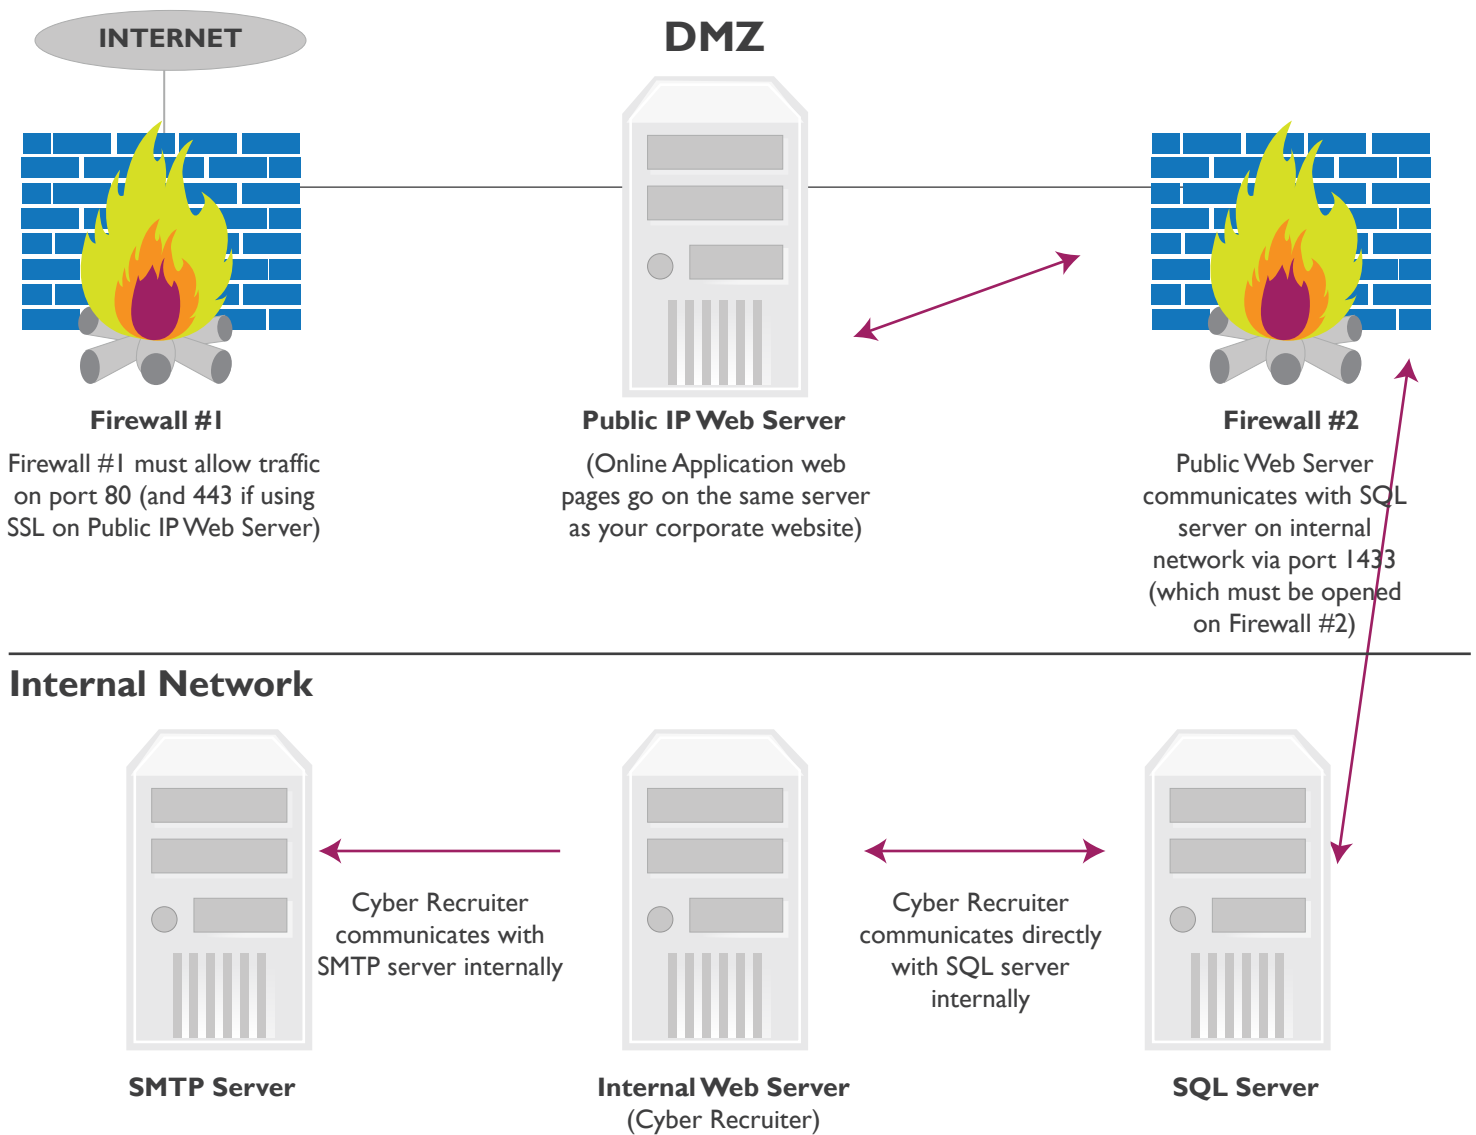 INTERNET
DMZ
Firewall #1
Firewall #1 must allow traffic
on port 80 (and 443 if using
SSL on Public IP Web Server)
Public IP Web Server
(Online Application web
pages go on the same server
as your corporate website)
Firewall #2
Public Web Server
communicates with SQL
server on internal
network via port 1433
(which must be opened
on Firewall #2)
Internal Network
Cyber Recruiter
communicates with
SMTP server internally
Cyber Recruiter
communicates directly
with SQL server
internally
SMTP Server
Internal Web Server
(Cyber Recruiter)
SQL Server